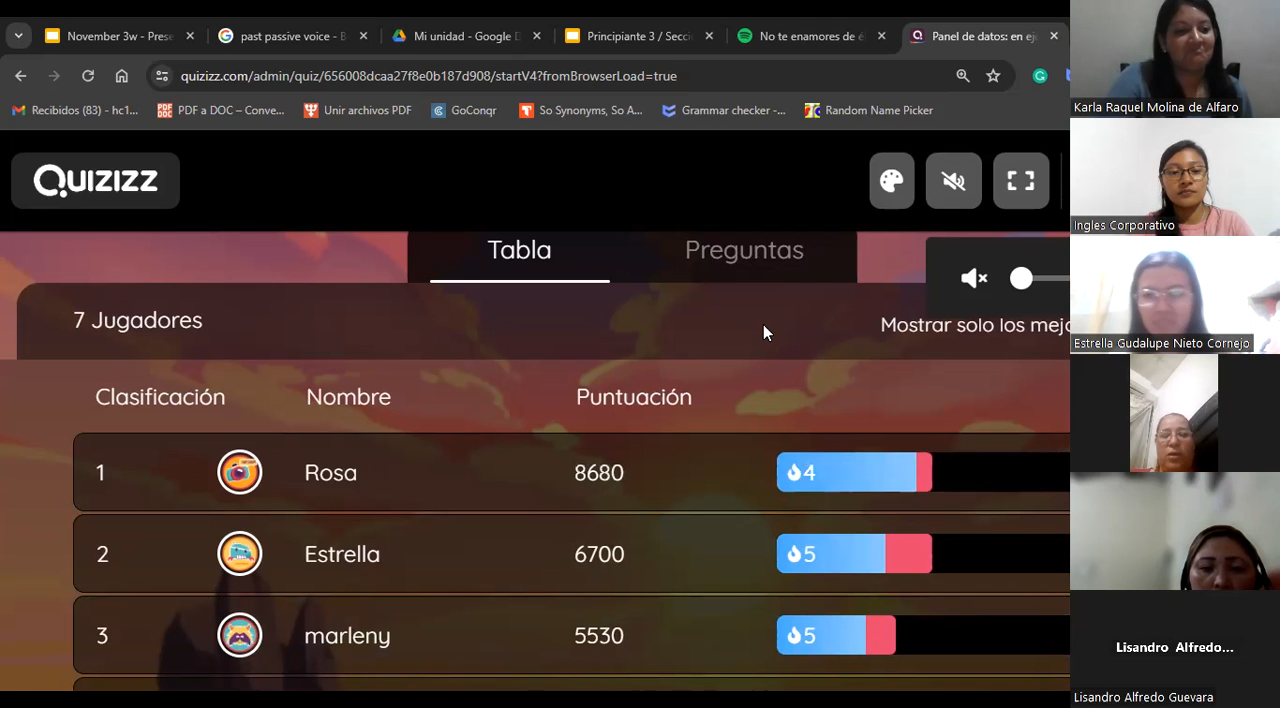 November 3w - Prese
past passive voice - B
Mi unidad - Google D
Principiante 3 / Secci
No te enamores de é
Panel de datos: en eje
quizizz.com/admin/quiz/656008dcaa27f8e0b187d908/startV4?fromBrowserLoad=true
Recibidos (83) - hc1...
PDF a DOC – Conve...
Unir archivos PDF
GoConqr
So Synonyms, So A...
Grammar checker -...
Random Name Picker
QUIZIZZ
Tabla
Preguntas
7 Jugadores
Mostrar solo los mejo
Clasificación
Nombre
Puntuación
1
Rosa
8680
4
2
Estrella
6700
5
3
marleny
5530
5
Karla Raquel Molina de Alfaro
Ingles Corporativo
Estrella Gudalupe Nieto Cornejo
Lisandro Alfredo...
Lisandro Alfredo Guevara